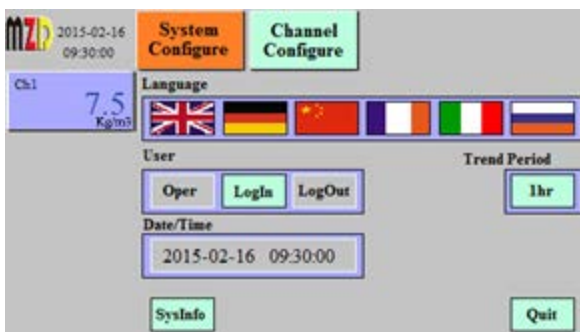 MZD 2015-02-16
09:30:00
System
Configure
Channel
Configure
Ch1
7.5
Kg/m3
Language
User
Oper LogIn LogOut
Trend Period
1hr
Date/Time
2015-02-16 09:30:00
SysInfo
Quit